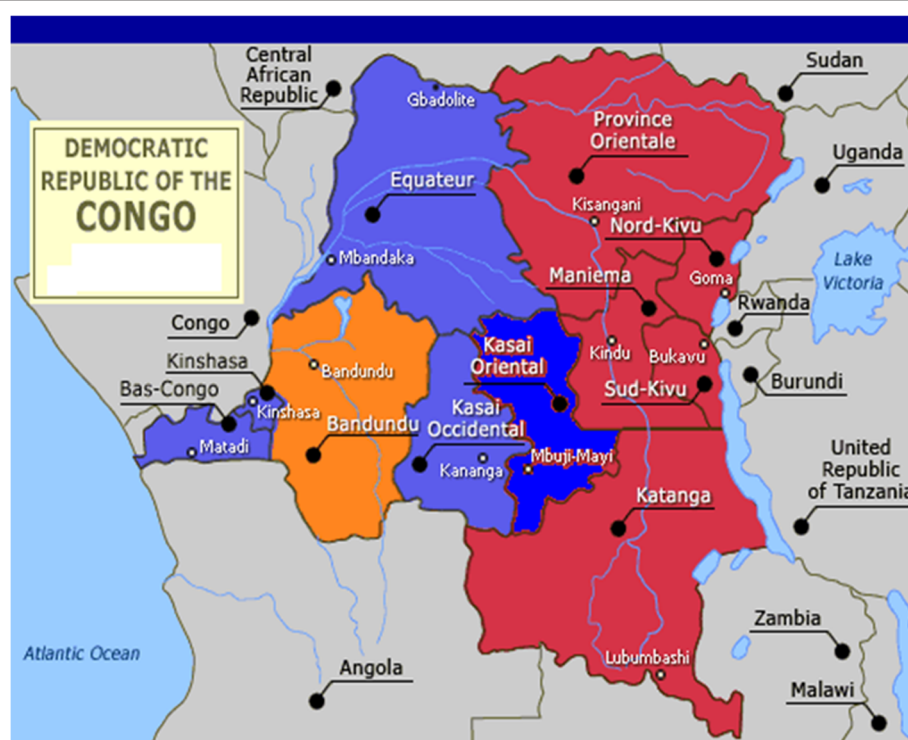 DEMOCRATIC
REPUBLIC OF THE
CONGO
Central
African
Republic
Sudan
Gbadolite
Province
Orientale
Uganda
Equateur
Kisangani
Nord-Kivu
Mbandaka
Goma
Lake
Victoria
Maniema
Rwanda
Congo
Kinshasa
Bas-Congo
Bandundu
Kasai
Oriental
Kindu
Bukavu
Sud-Kivu
Burundi
Kinshasa
Bandundu
Kasai
Occidental
Matadi
Kananga
Mbuji-Mayi
United
Republic
of Tanzania
Katanga
Zambia
Atlantic Ocean
Angola
Lubumbashi
Malawi